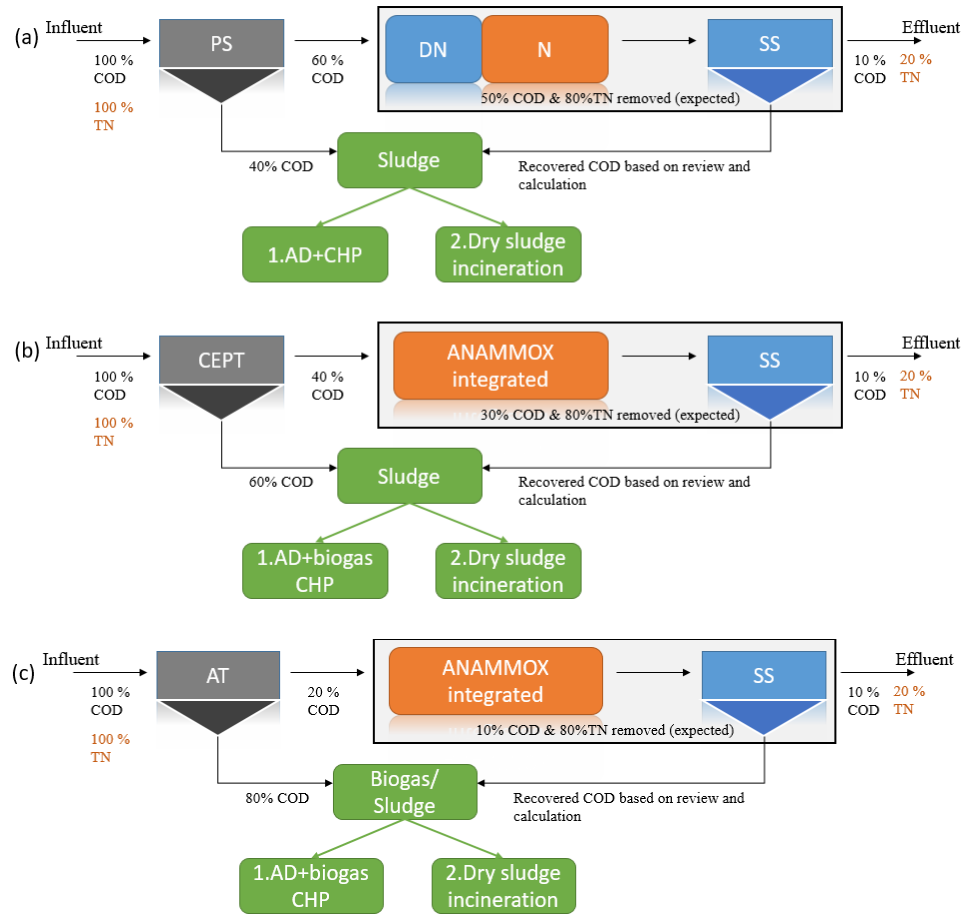 (a)
Influent
100 %
COD
100 %
TN
PS
60 %
COD
DN
N
50% COD & 80%TN removed (expected)
SS
Effluent
10 %
COD
20 %
TN
40% COD
Sludge
Recovered COD based on review and
calculation
1.AD+CHP
2.Dry sludge
incineration
(b)
Influent
100 %
COD
100 %
TN
CEPT
40 %
COD
ANAMMOX
integrated
30% COD & 80%TN removed (expected)
SS
Effluent
10 %
COD
20 %
TN
60% COD
Sludge
Recovered COD based on review and
calculation
1.AD+biogas
CHP
2.Dry sludge
incineration
(c)
Influent
100 %
COD
100 %
TN
AT
20 %
COD
ANAMMOX
integrated
10% COD & 80%TN removed (expected)
SS
Effluent
10 %
COD
20 %
TN
80% COD
Biogas/
Sludge
Recovered COD based on review and
calculation
1.AD+biogas
CHP
2.Dry sludge
incineration